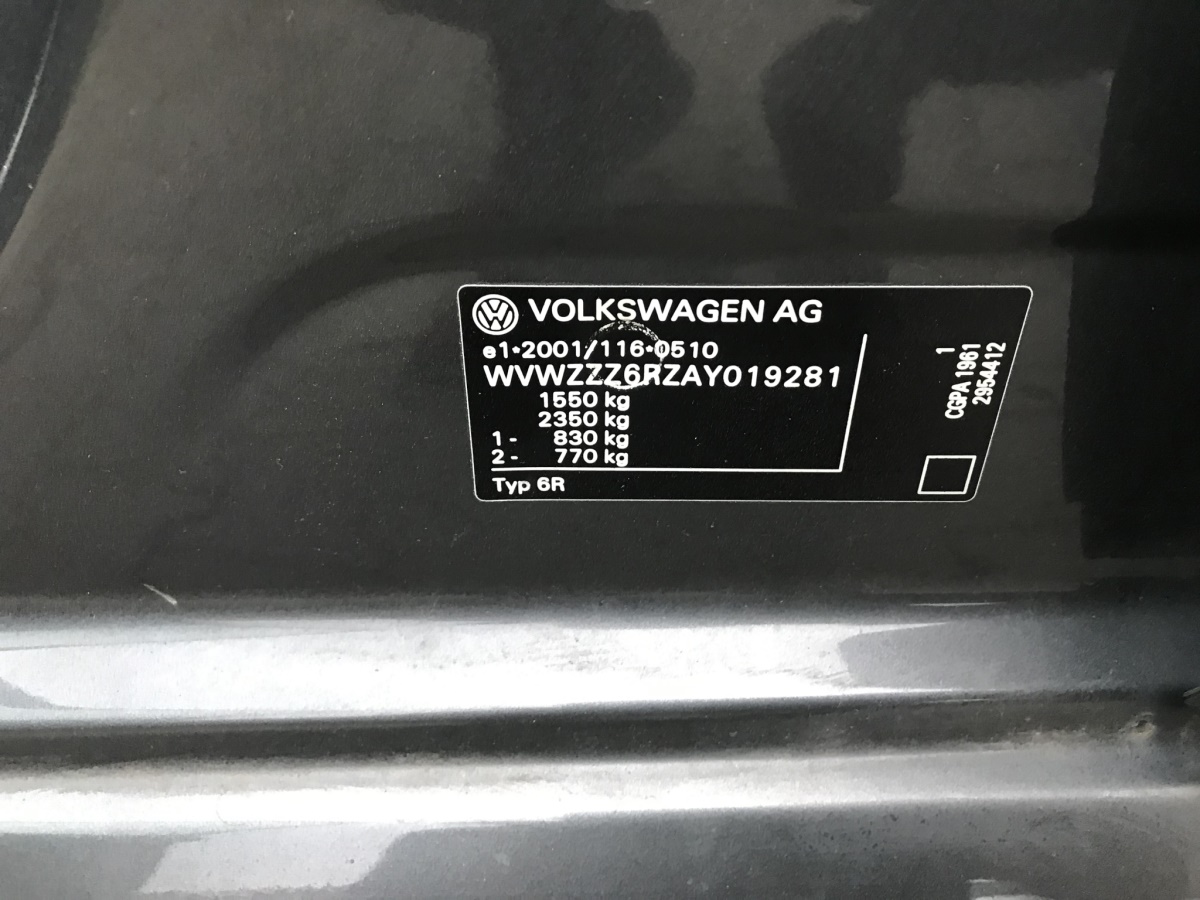 VOLKSWAGEN AG
e1*2001/116*0510
WVWZZZ6RZAY019281
1550 kg
2350 kg
1 - 830 kg
2 - 770 kg
Typ 6R
1
CGPA 1961
2954412